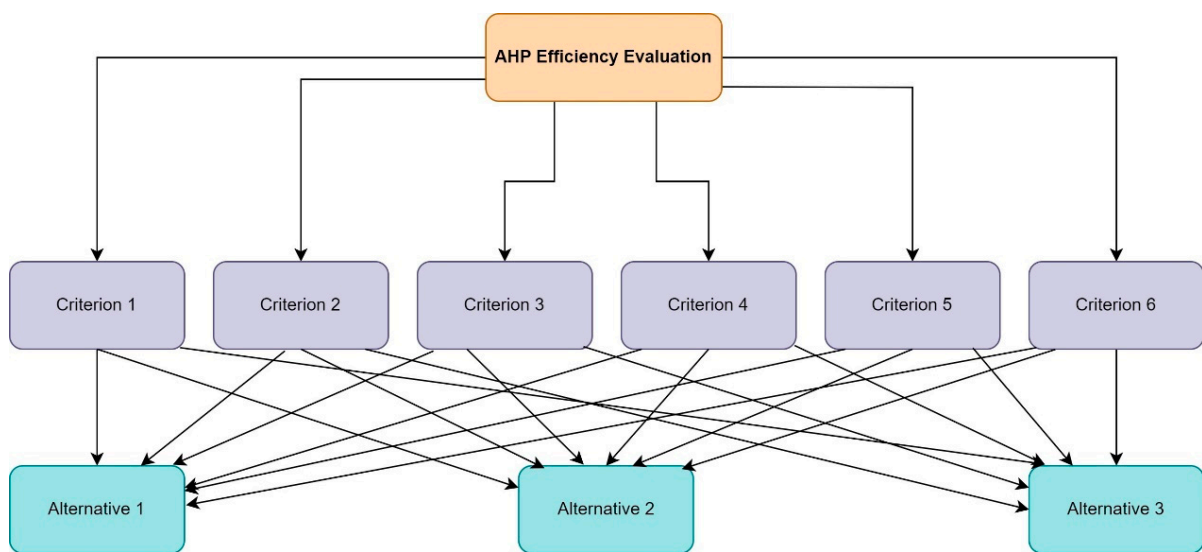 AHP Efficiency Evaluation
Criterion 1
Criterion 2
Criterion 3
Criterion 4
Criterion 5
Criterion 6
Alternative 1
Alternative 2
Alternative 3